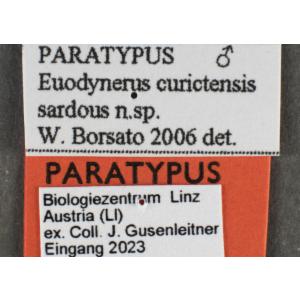 PARATYPUS ♂
Euodynerus curictensis
sardous n.sp.
W. Borsato 2006 det.
PARATYPUS
Biologiezentrum Linz
Austria (LI)
ex. Coll. J. Gusenleitner
Eingang 2023